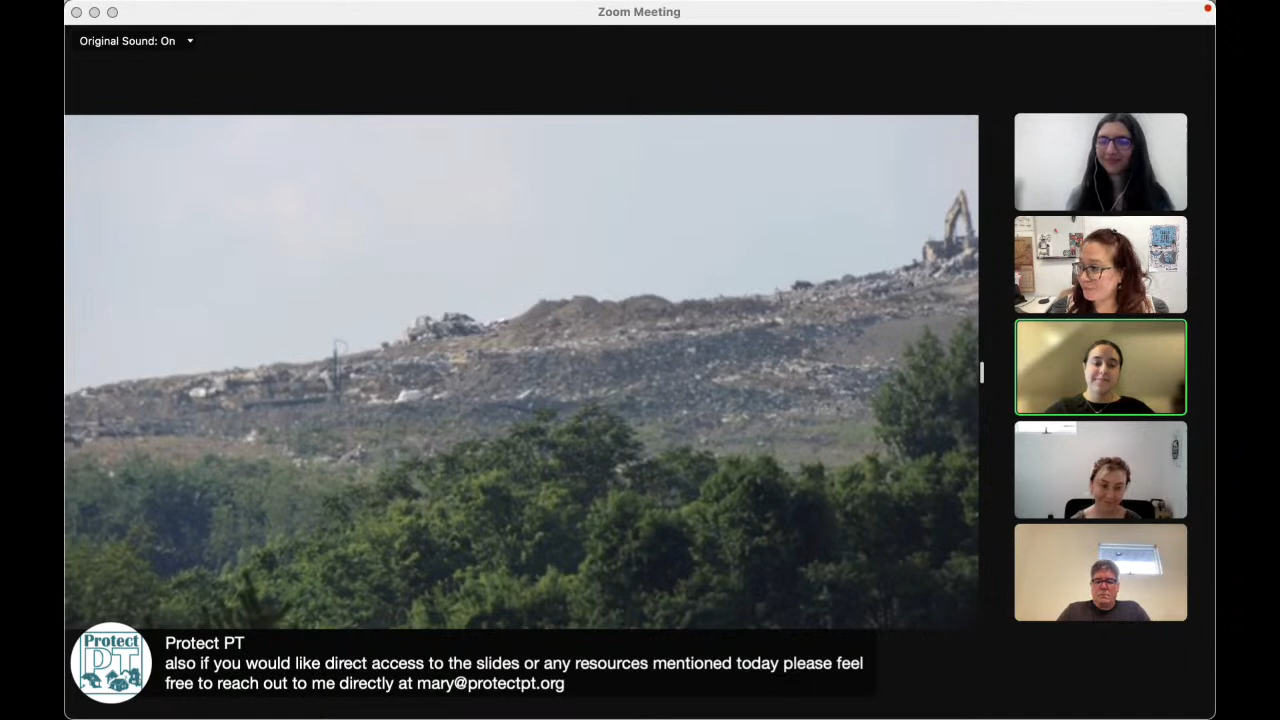 Zoom Meeting
Original Sound: On
Protect PT
also if you would like direct access to the slides or any resources mentioned today please feel
free to reach out to me directly at mary@protectpt.org
Protect
PT